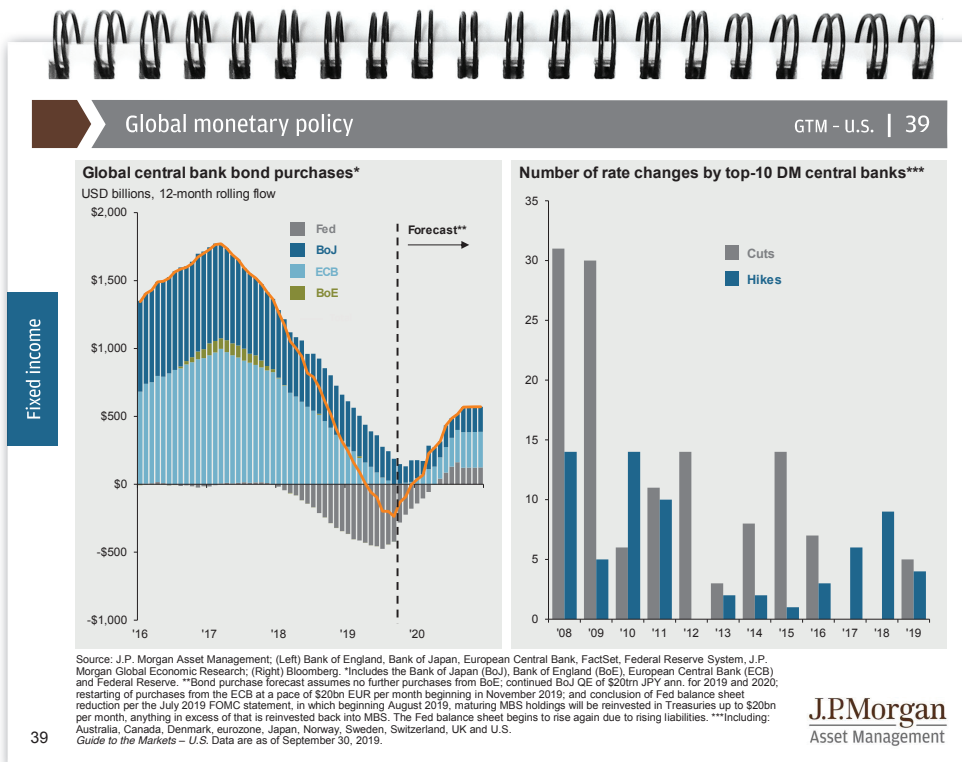 Global monetary policy
GTM – U.S. | 39
Fixed income
Global central bank bond purchases*
USD billions, 12-month rolling flow
$2,000
$1,500
$1,000
$500
$0
-$500
-$1,000
Fed
BoJ
ECB
BoE
Forecast**
'16
'17
'18
'19
'20
Number of rate changes by top-10 DM central banks***
35
30
25
20
15
10
5
0
Cuts
Hikes
'08
'09
'10
'11
'12
'13
'14
'15
'16
'17
'18
'19
Source: J.P. Morgan Asset Management; (Left) Bank of England, Bank of Japan, European Central Bank, FactSet, Federal Reserve System, J.P.
Morgan Global Economic Research; (Right) Bloomberg. *Includes the Bank of Japan (BoJ), Bank of England (BoE), European Central Bank (ECB)
and Federal Reserve. **Bond purchase forecast assumes no further purchases from BoE; continued BoJ QE of $20trn JPY ann. for 2019 and 2020;
restarting of purchases from the ECB at a pace of $20bn EUR per month beginning in November 2019; and conclusion of Fed balance sheet
reduction per the July 2019 FOMC statement, in which beginning August 2019, maturing MBS holdings will be reinvested in Treasuries up to $20bn
per month, anything in excess of that is reinvested back into MBS. The Fed balance sheet begins to rise again due to rising liabilities. ***Including:
Australia, Canada, Denmark, eurozone, Japan, Norway, Sweden, Switzerland, UK and U.S.
Guide to the Markets – U.S. Data are as of September 30, 2019.
39
J.P.Morgan
Asset Management